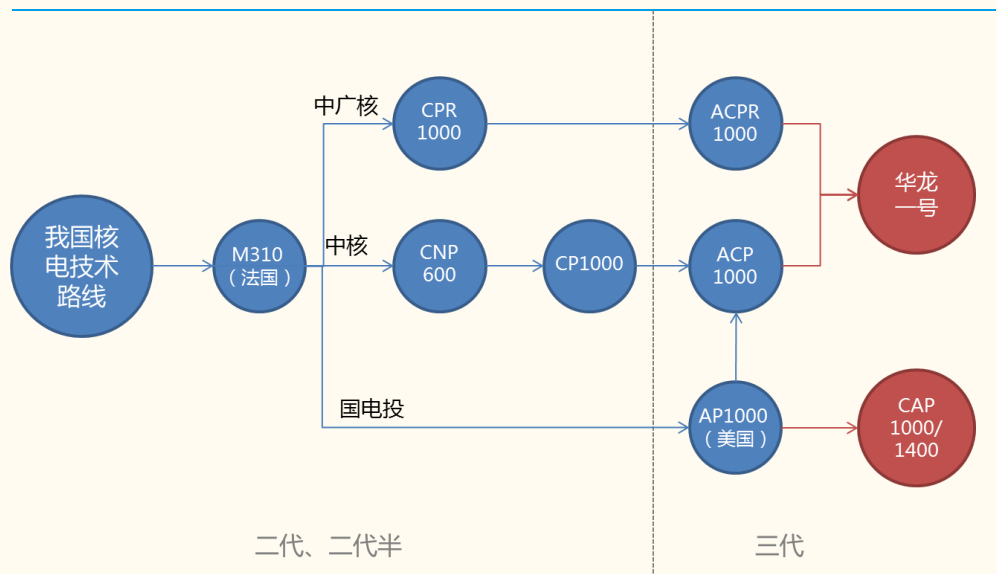 中广核
CPR
1000
ACPR
1000
华龙
一号
我国核
电技术
路线
M310
（法国）
中核
CNP
600
CP1000
ACP
1000
国电投
AP1000
（美国）
CAP
1000/
1400
二代、二代半
三代